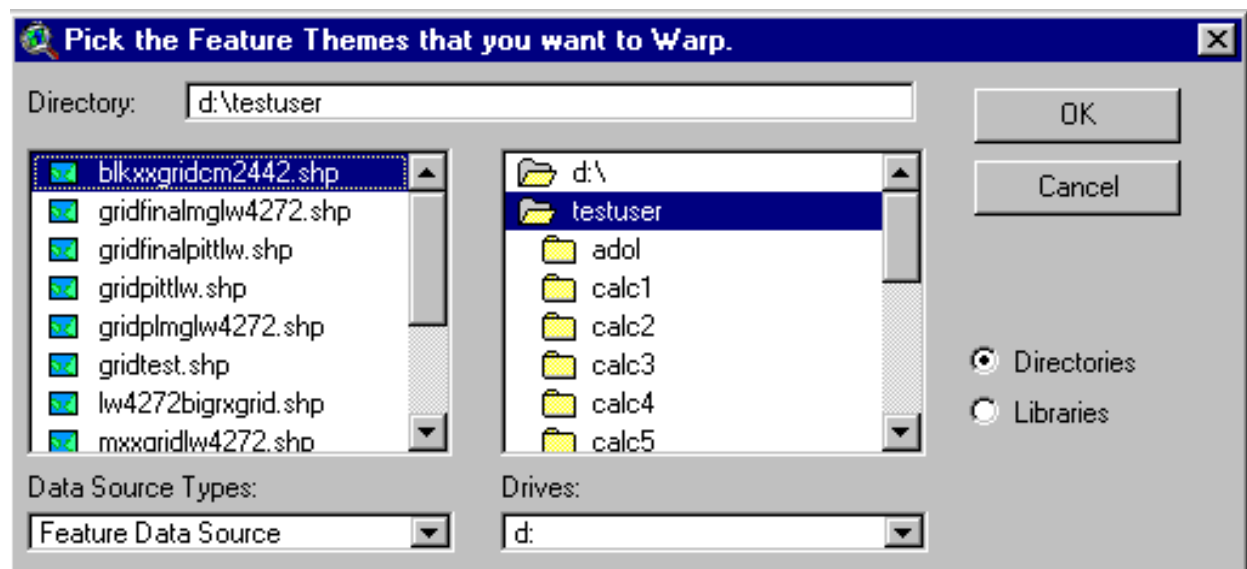 Pick the Feature Themes that you want to Warp.
Directory: d:\testuser
OK
Cancel
blkxxgridcm2442.shp
gridfinalmglw4272.shp
gridfinalpittlw.shp
gridpittlw.shp
gridplmglw4272.shp
gridtest.shp
lw4272bigrxgrid.shp
mxxgridlw4272.shp
d:\
testuser
adol
calc1
calc2
calc3
calc4
calc5
Directories
Libraries
Data Source Types:
Feature Data Source
Drives:
d: